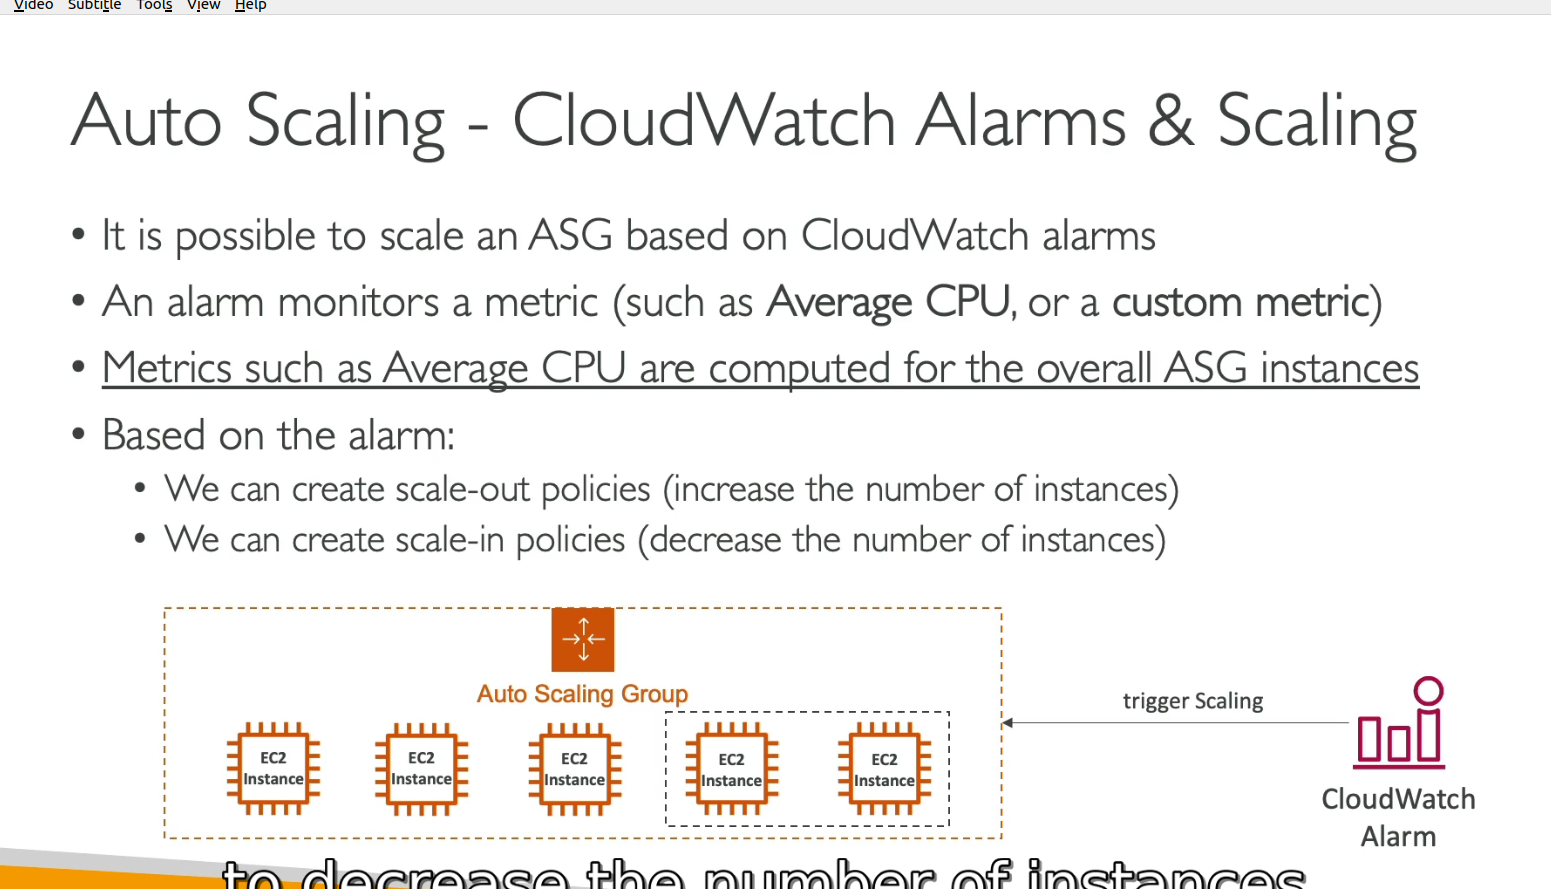 Video Subtitle Tools View Help
Auto Scaling - CloudWatch Alarms & Scaling
• It is possible to scale an ASG based on CloudWatch alarms
• An alarm monitors a metric (such as Average CPU, or a custom metric)
• Metrics such as Average CPU are computed for the overall ASG instances
• Based on the alarm:
• We can create scale-out policies (increase the number of instances)
• We can create scale-in policies (decrease the number of instances)
Auto Scaling Group
EC2
Instance
EC2
Instance
EC2
Instance
EC2
Instance
EC2
Instance
trigger Scaling
CloudWatch
Alarm
to decrease the number of instances